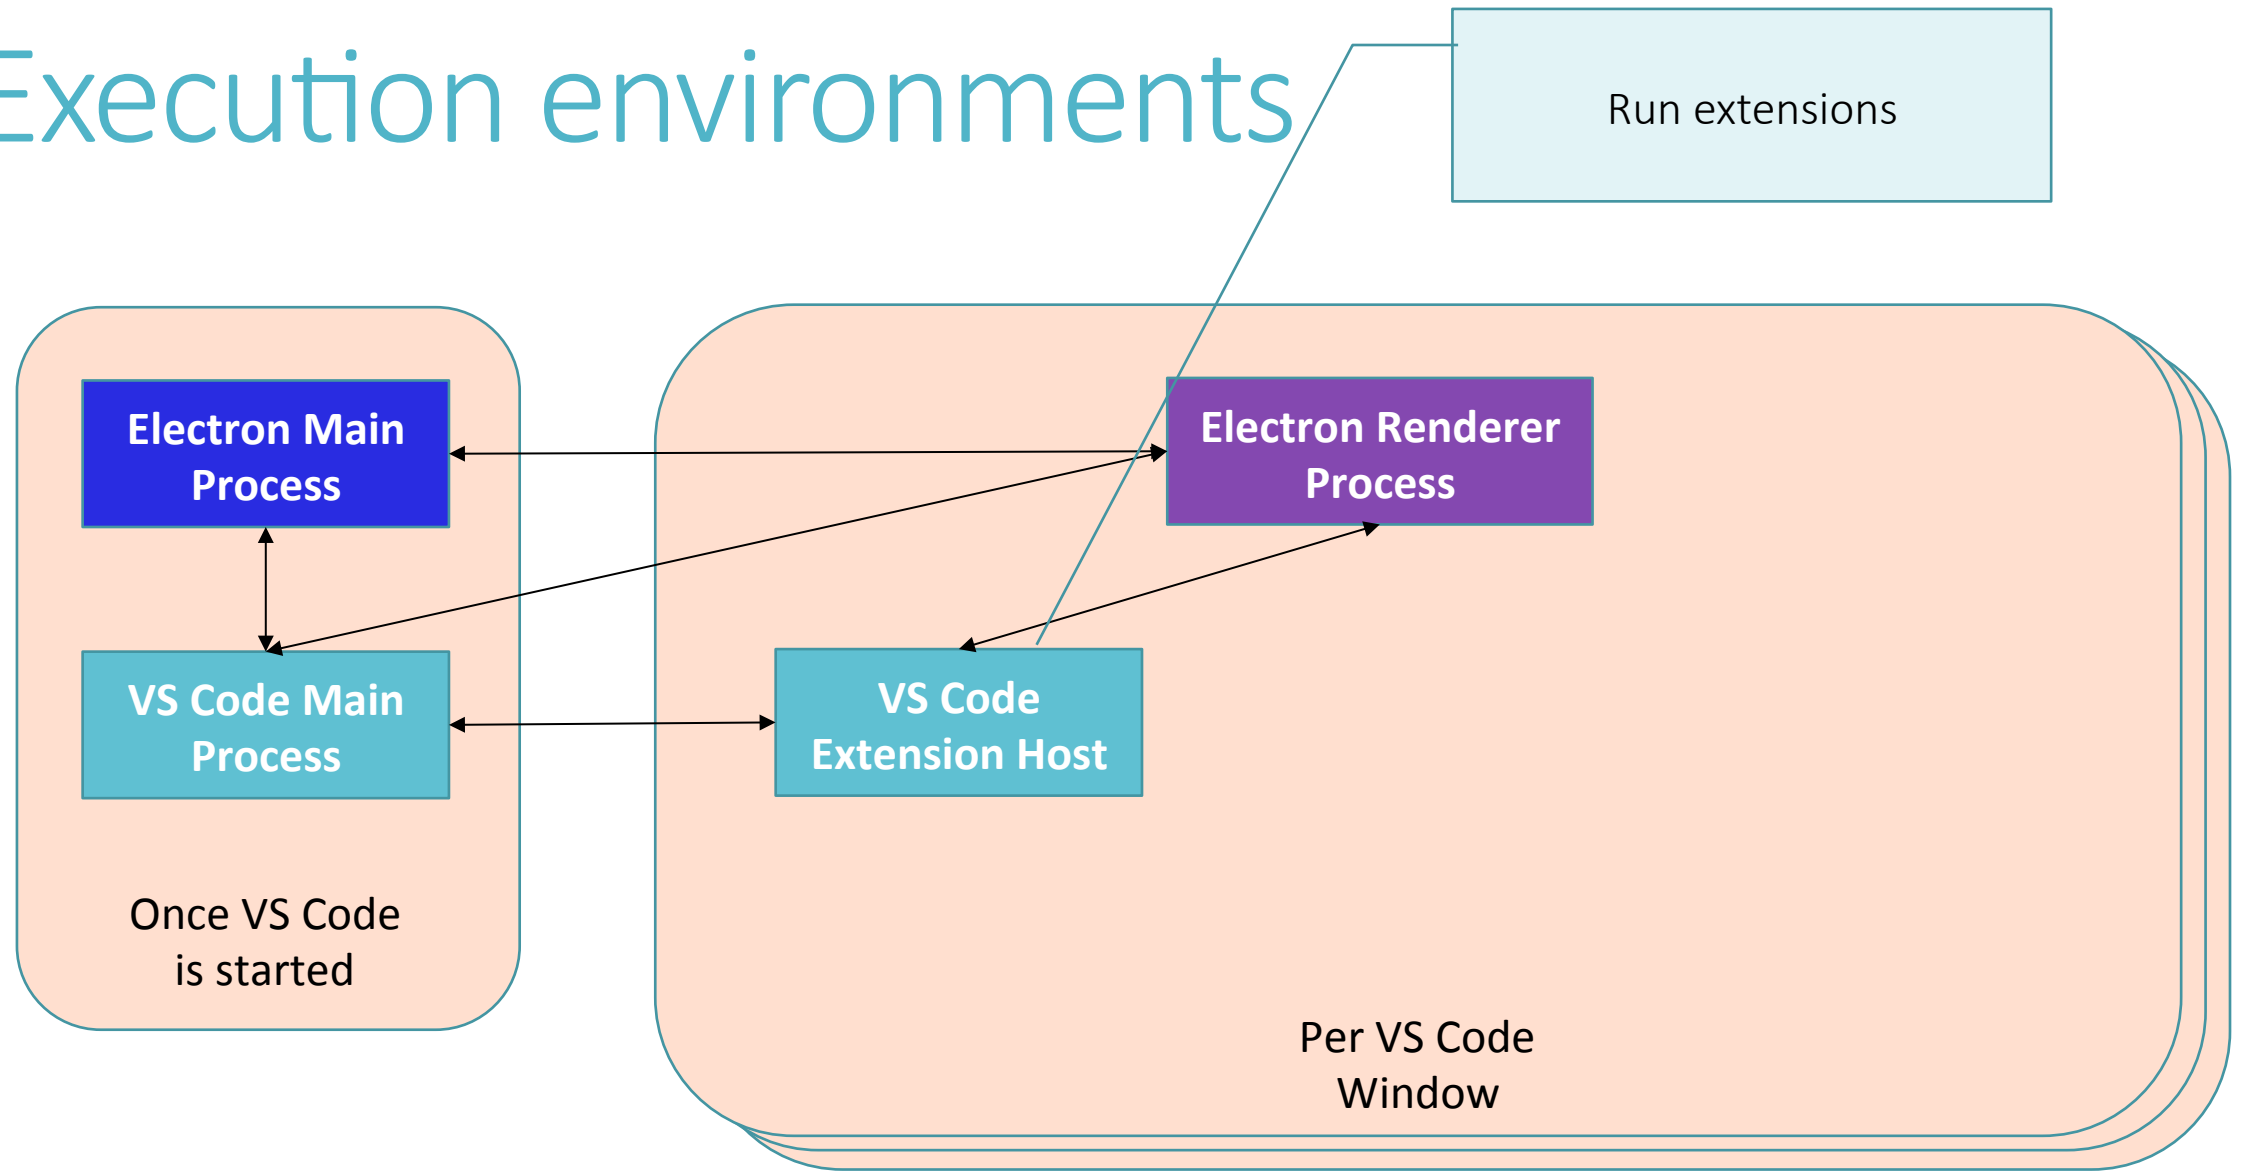 Execution environments
Run extensions
Electron Main
Process
Electron Renderer
Process
VS Code Main
Process
VS Code
Extension Host
Once VS Code
is started
Per VS Code
Window